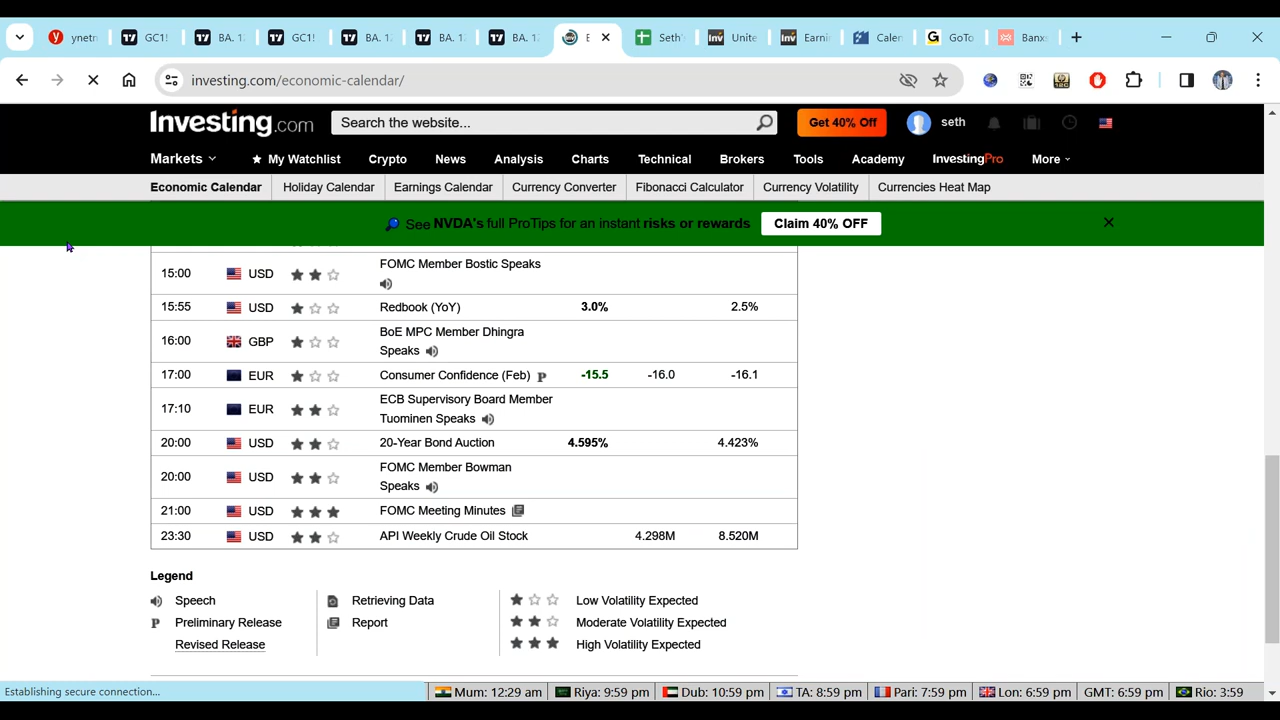 ynetn
GC1!
BA. 1
GC1!
BA. 1
BA. 1
BA. 1
E
Seth
Unite
Earni
Calen
GoTo
Banx
investing.com/economic-calendar/
Investing.com
Search the website...
Get 40% Off
seth
Markets
My Watchlist
Crypto
News
Analysis
Charts
Technical
Brokers
Tools
Academy
InvestingPro
More
Economic Calendar
Holiday Calendar
Earnings Calendar
Currency Converter
Fibonacci Calculator
Currency Volatility
Currencies Heat Map
See NVDA's full ProTips for an instant risks or rewards
Claim 40% OFF
15:00 USD FOMC Member Bostic Speaks
15:55 USD Redbook (YoY) 3.0% 2.5%
16:00 GBP BoE MPC Member Dhingra
Speaks
17:00 EUR Consumer Confidence (Feb) P -15.5 -16.0 -16.1
17:10 EUR ECB Supervisory Board Member
Tuominen Speaks
20:00 USD 20-Year Bond Auction 4.595% 4.423%
20:00 USD FOMC Member Bowman
Speaks
21:00 USD FOMC Meeting Minutes
23:30 USD API Weekly Crude Oil Stock 4.298M 8.520M
Legend
Speech
P Preliminary Release
Revised Release
Retrieving Data
Report
Low Volatility Expected
Moderate Volatility Expected
High Volatility Expected
Establishing secure connection...
Mum: 12:29 am
Riya: 9:59 pm
Dub: 10:59 pm
TA: 8:59 pm
Pari: 7:59 pm
Lon: 6:59 pm
GMT: 6:59 pm
Rio: 3:59